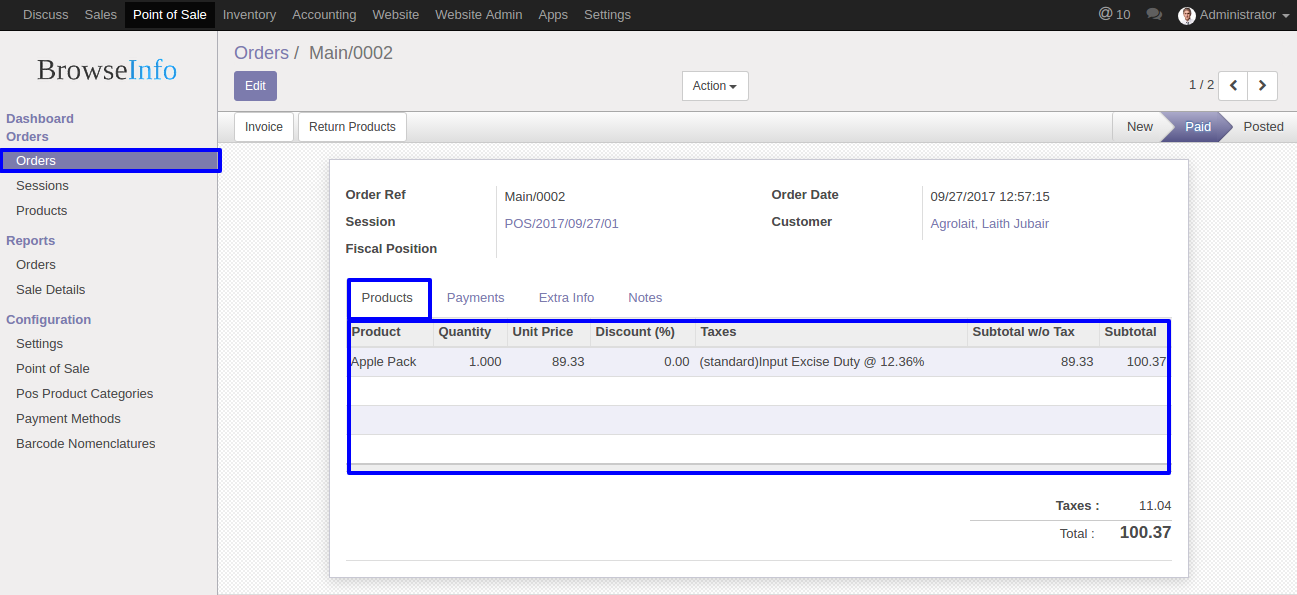 Discuss Sales Point of Sale Inventory Accounting Website Website Admin Apps Settings @ 10 Administrator
BrowseInfo
Dashboard
Orders
Orders
Sessions
Products
Reports
Orders
Sale Details
Configuration
Settings
Point of Sale
Pos Product Categories
Payment Methods
Barcode Nomenclatures
Orders / Main/0002
Edit Action 1 / 2
Invoice Return Products New Paid Posted
Order Ref Main/0002 Order Date 09/27/2017 12:57:15
Session POS/2017/09/27/01 Customer Agrolait, Laith Jubair
Fiscal Position
Products Payments Extra Info Notes
Product Quantity Unit Price Discount (%) Taxes Subtotal w/o Tax Subtotal
Apple Pack 1.000 89.33 0.00 (standard)Input Excise Duty @ 12.36% 89.33 100.37
Taxes : 11.04
Total : 100.37